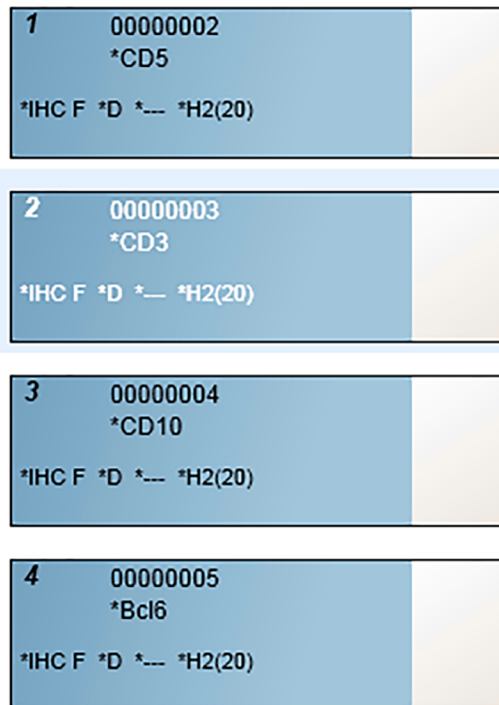 1 00000002
*CD5
*IHC F *D *--- *H2(20)
2 00000003
*CD3
*IHC F *D *--- *H2(20)
3 00000004
*CD10
*IHC F *D *--- *H2(20)
4 00000005
*Bcl6
*IHC F *D *--- *H2(20)